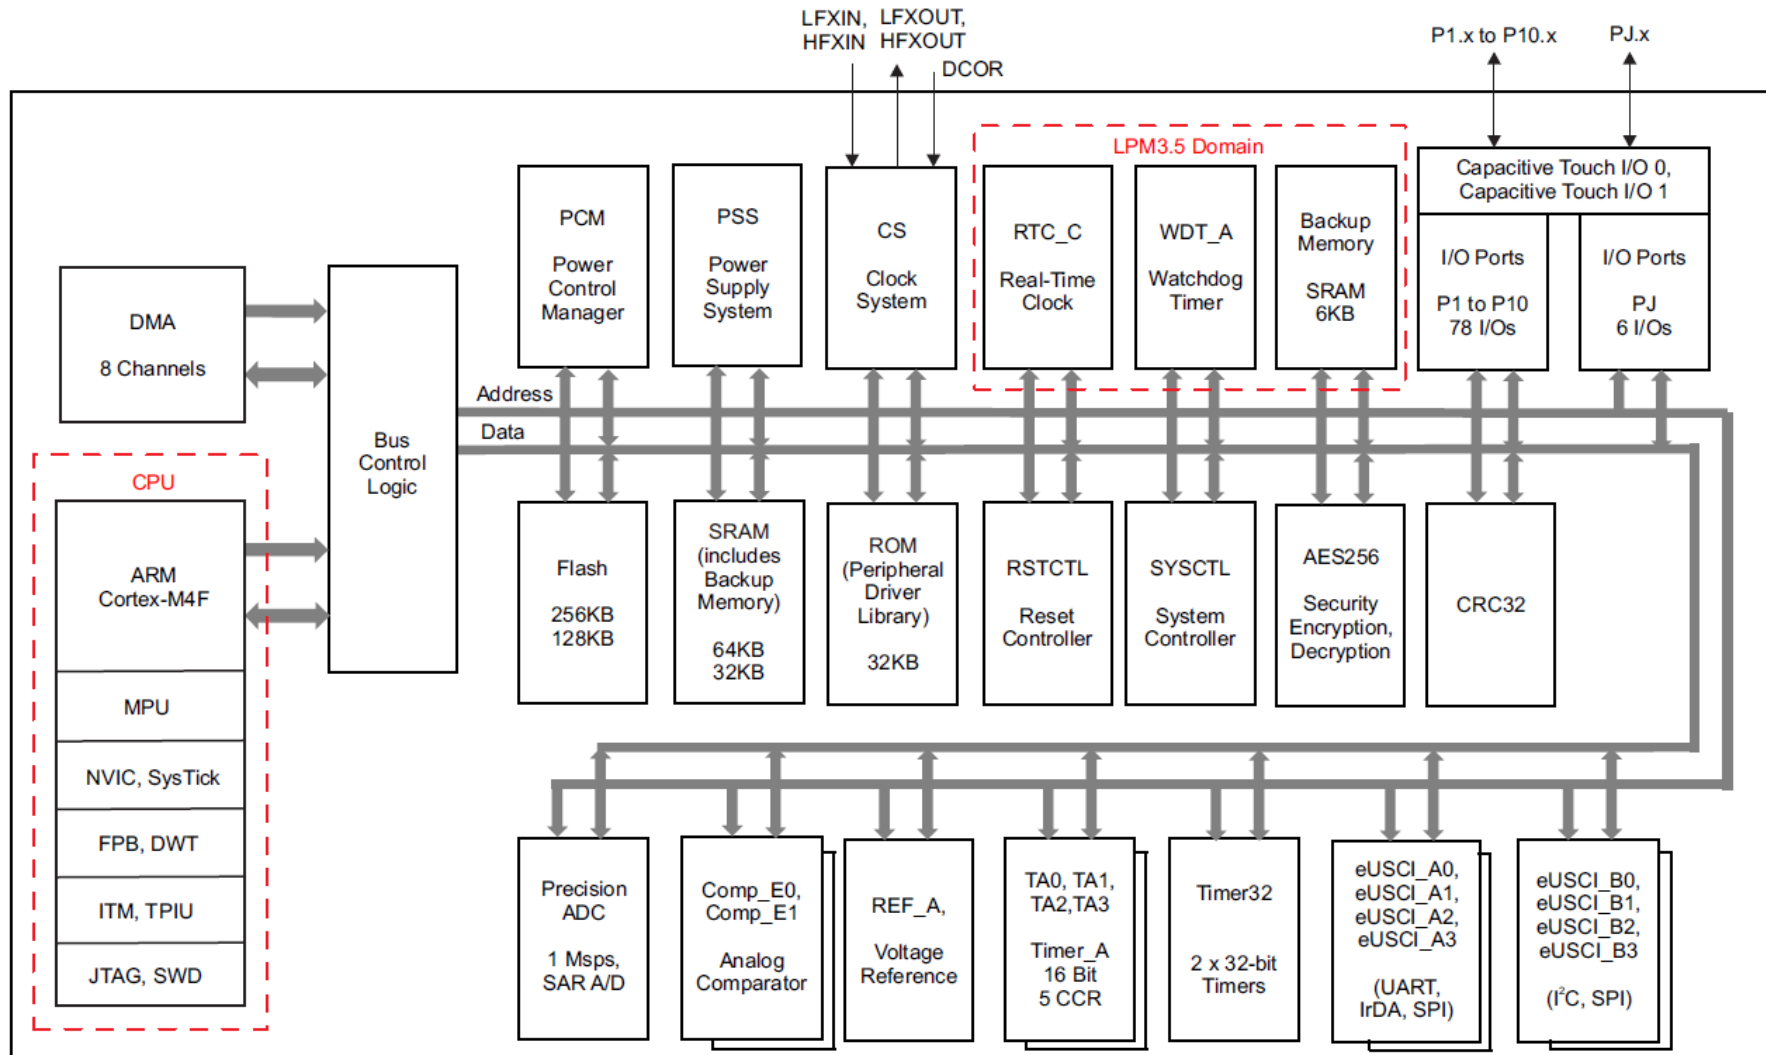 LFXIN,
HFXIN
LFXOUT,
HFXOUT
DCOR
P1.x to P10.x
PJ.x
LPM3.5 Domain
PCM
Power
Control
Manager
PSS
Power
Supply
System
CS
Clock
System
RTC_C
Real-Time
Clock
WDT_A
Watchdog
Timer
Backup
Memory
SRAM
6KB
Capacitive Touch I/O 0,
Capacitive Touch I/O 1
I/O Ports
P1 to P10
78 I/Os
I/O Ports
PJ
6 I/Os
DMA
8 Channels
Bus
Control
Logic
Address
Data
CPU
ARM
Cortex-M4F
MPU
NVIC, SysTick
FPB, DWT
ITM, TPIU
JTAG, SWD
Flash
256KB
128KB
SRAM
(includes
Backup
Memory)
64KB
32KB
ROM
(Peripheral
Driver
Library)
32KB
RSTCTL
Reset
Controller
SYSCTL
System
Controller
AES256
Security
Encryption,
Decryption
CRC32
Precision
ADC
1 Msps,
SAR A/D
Comp_E0,
Comp_E1
Analog
Comparator
REF_A,
Voltage
Reference
TA0, TA1,
TA2,TA3
Timer_A
16 Bit
5 CCR
Timer32
2 x 32-bit
Timers
eUSCI_A0,
eUSCI_A1,
eUSCI_A2,
eUSCI_A3
(UART,
IrDA, SPI)
eUSCI_B0,
eUSCI_B1,
eUSCI_B2,
eUSCI_B3
(I²C, SPI)